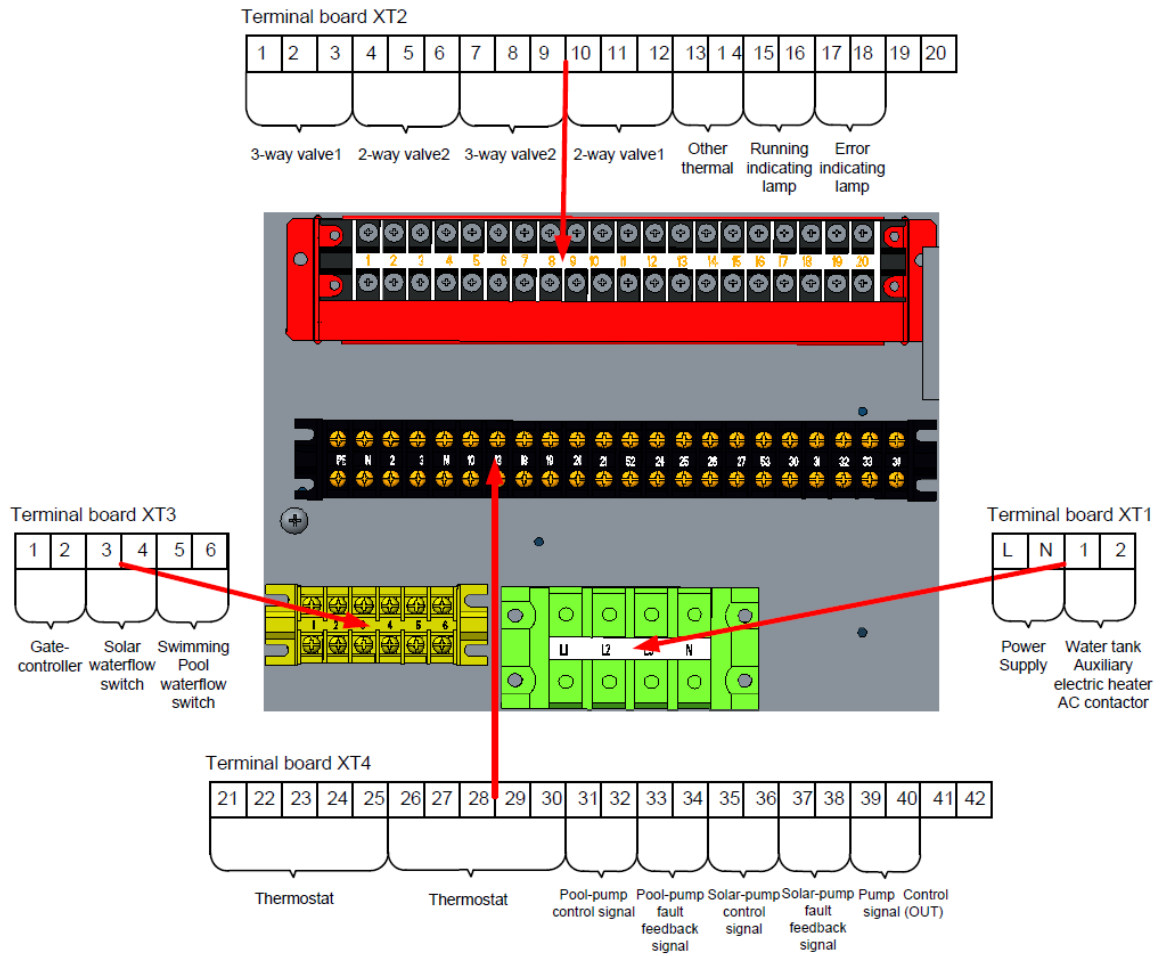 Terminal board XT2
1 2 3 4 5 6 7 8 9 10 11 12 13 1 4 15 16 17 18 19 20
3-way valve1 2-way valve2 3-way valve2 2-way valve1 Other thermal Running indicating lamp Error indicating lamp
1 2 3 4 5 6 7 8 9 10 11 12 13 14 15 16 17 18 19 20
PE N 2 3 N 10 13 18 19 20 21 52 24 25 26 27 53 30 31 32 33 34
Terminal board XT3
1 2 3 4 5 6
Gate-controller
Solar waterflow switch
Swimming Pool waterflow switch
1 2 3 4 5 6
L1 L2 L3 N
Terminal board XT1
L N 1 2
Power Supply
Water tank Auxiliary electric heater AC contactor
Terminal board XT4
21 22 23 24 25 26 27 28 29 30 31 32 33 34 35 36 37 38 39 40 41 42
Thermostat
Thermostat
Pool-pump control signal
Pool-pump fault feedback signal
Solar-pump control signal
Solar-pump fault feedback signal
Pump Control signal (OUT)